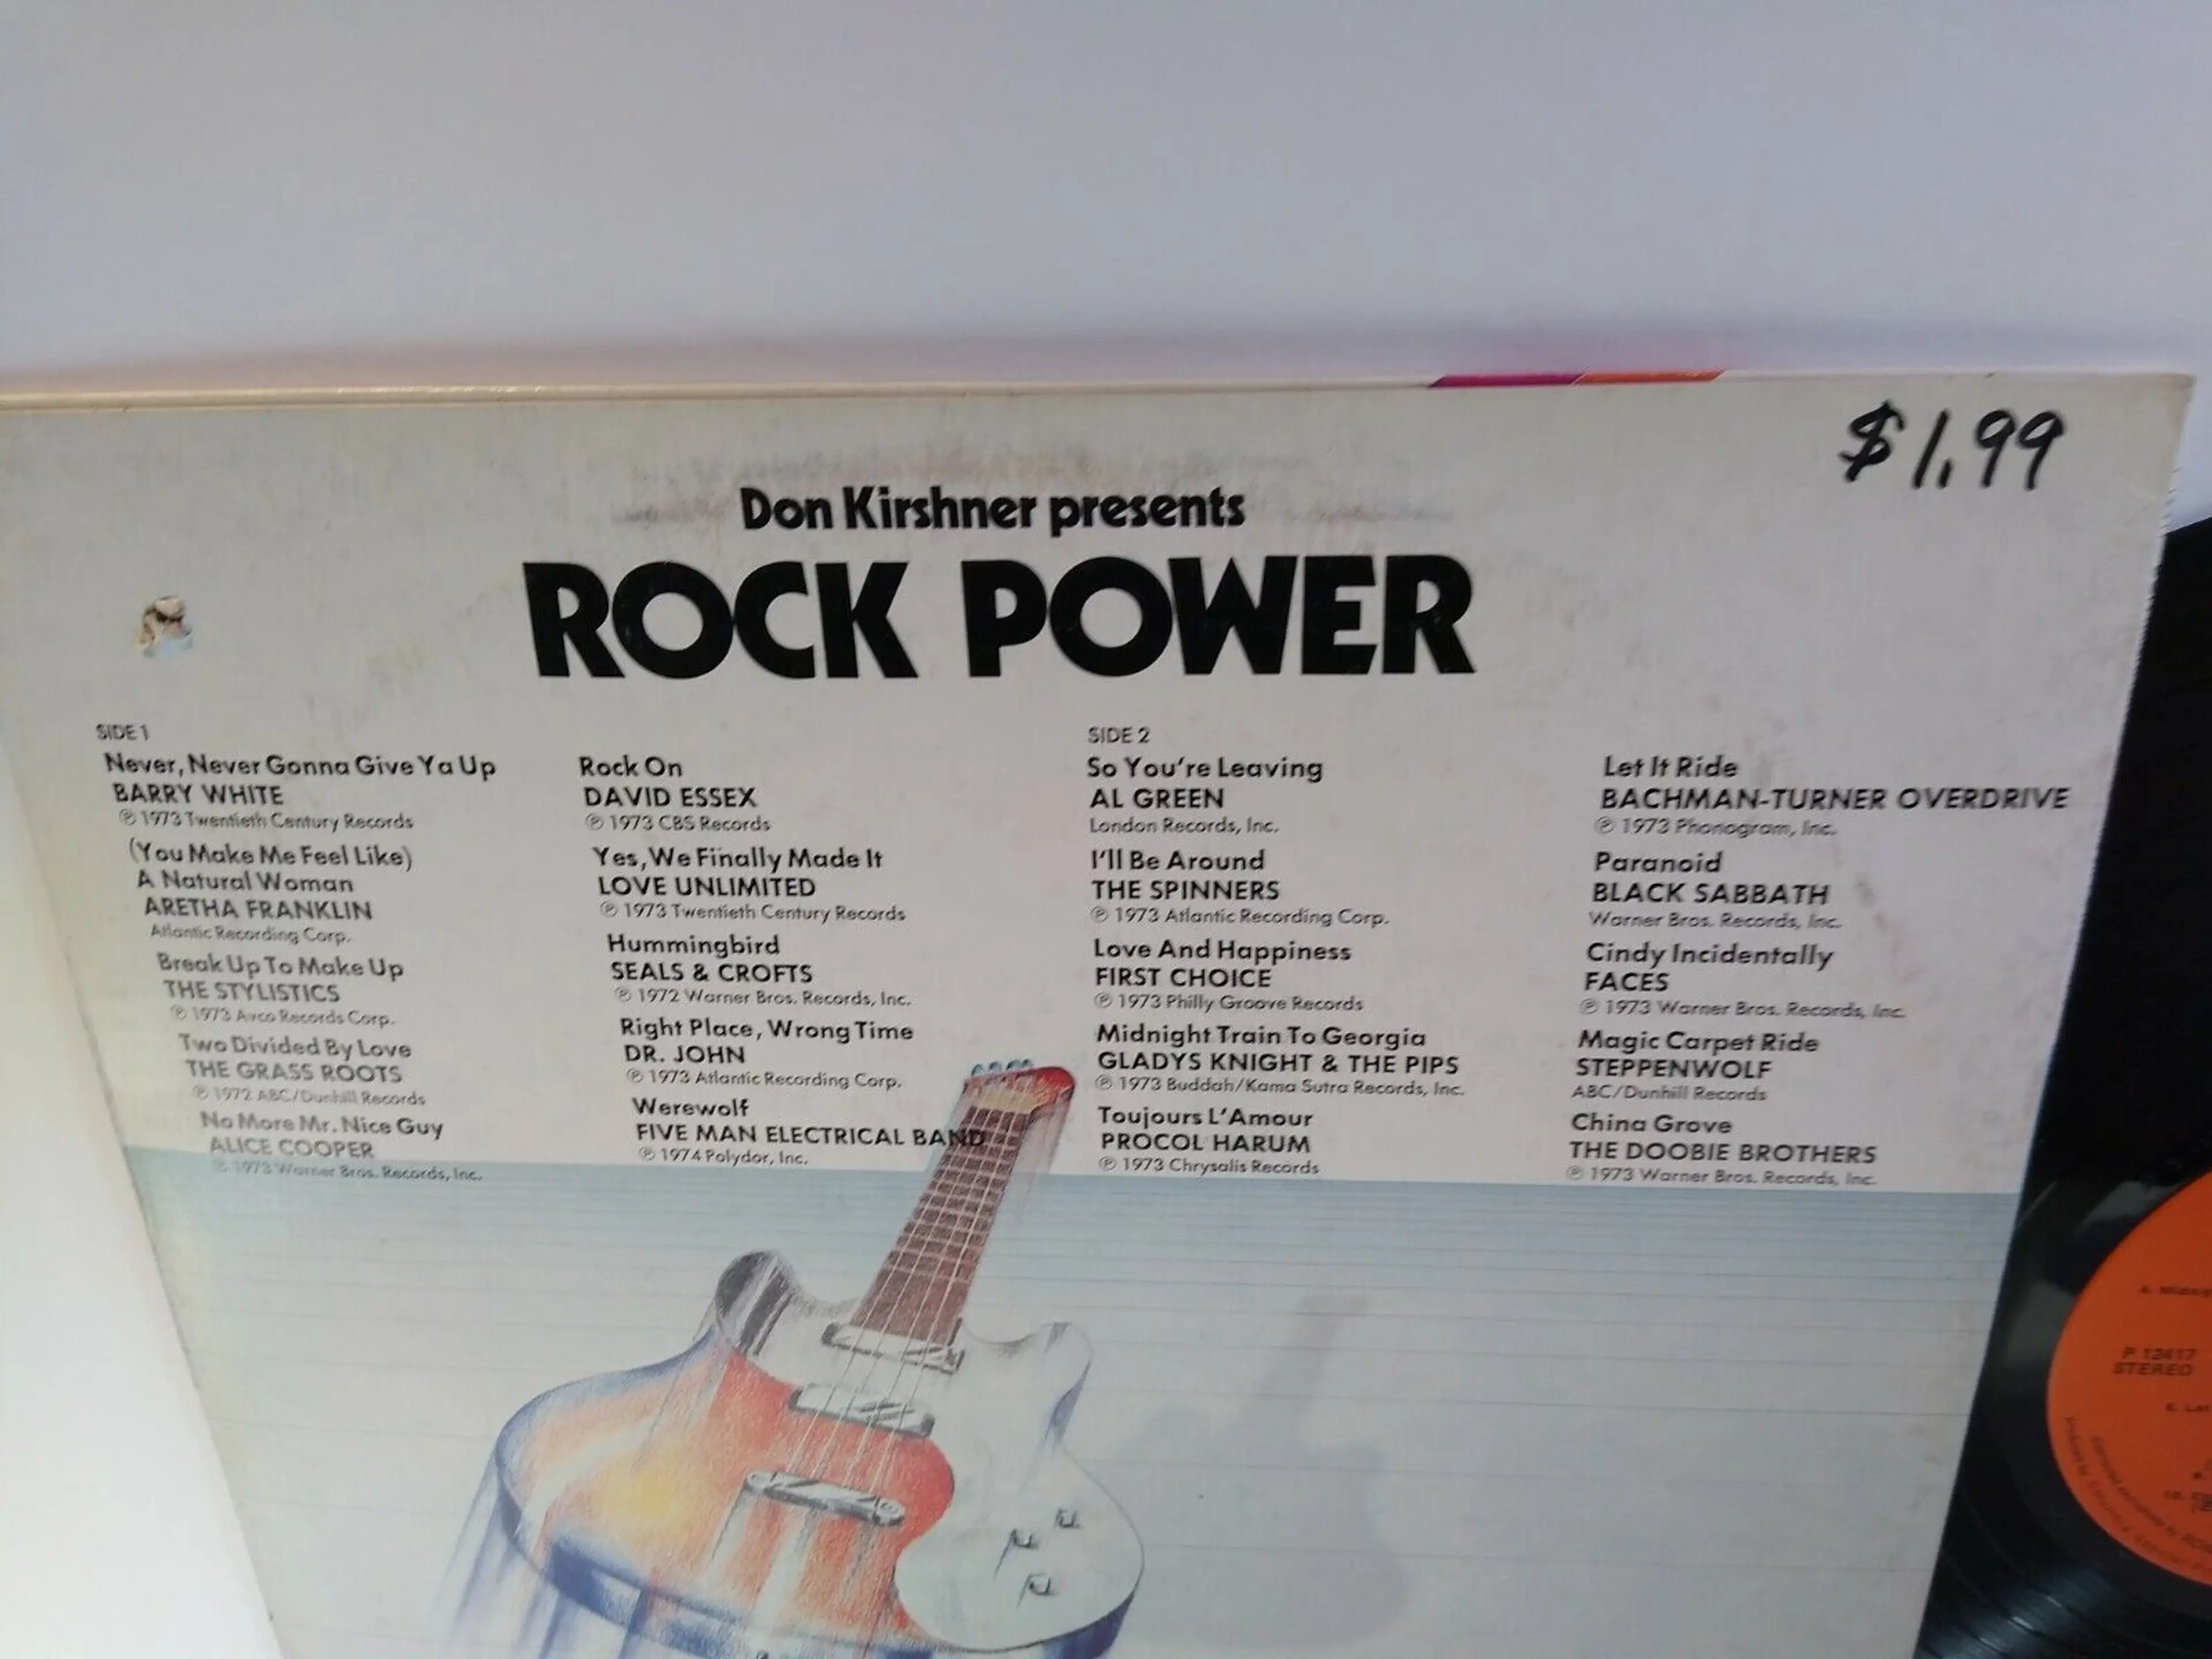 $1.99
Don Kirshner presents
ROCK POWER
SIDE 1
Never, Never Gonna Give Ya Up
BARRY WHITE
℗ 1973 Twentieth Century Records
(You Make Me Feel Like)
A Natural Woman
ARETHA FRANKLIN
Atlantic Recording Corp.
Break Up To Make Up
THE STYLISTICS
℗ 1973 Avco Records Corp.
Two Divided By Love
THE GRASS ROOTS
℗ 1972 ABC/Dunhill Records
No More Mr. Nice Guy
ALICE COOPER
℗ 1973 Warner Bros. Records, Inc.
Rock On
DAVID ESSEX
℗ 1973 CBS Records
Yes, We Finally Made It
LOVE UNLIMITED
℗ 1973 Twentieth Century Records
Hummingbird
SEALS & CROFTS
℗ 1972 Warner Bros. Records, Inc.
Right Place, Wrong Time
DR. JOHN
℗ 1973 Atlantic Recording Corp.
Werewolf
FIVE MAN ELECTRICAL BAND
℗ 1974 Polydor, Inc.
SIDE 2
So You're Leaving
AL GREEN
London Records, Inc.
I'll Be Around
THE SPINNERS
℗ 1973 Atlantic Recording Corp.
Love And Happiness
FIRST CHOICE
℗ 1973 Philly Groove Records
Midnight Train To Georgia
GLADYS KNIGHT & THE PIPS
℗ 1973 Buddah/Kama Sutra Records, Inc.
Toujours L'Amour
PROCOL HARUM
℗ 1973 Chrysalis Records
Let It Ride
BACHMAN-TURNER OVERDRIVE
℗ 1973 Phonogram, Inc.
Paranoid
BLACK SABBATH
Warner Bros. Records, Inc.
Cindy Incidentally
FACES
℗ 1973 Warner Bros. Records, Inc.
Magic Carpet Ride
STEPPENWOLF
ABC/Dunhill Records
China Grove
THE DOOBIE BROTHERS
℗ 1973 Warner Bros. Records, Inc.
P 12417
STEREO